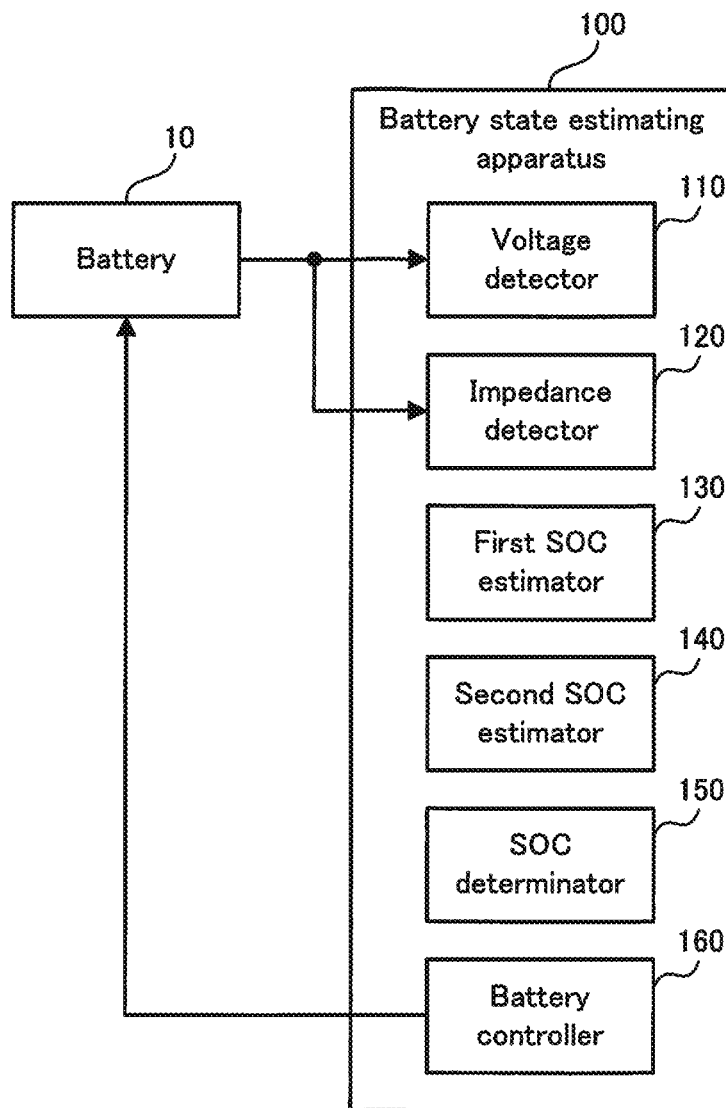 100
Battery state estimating
apparatus
10
Battery
110
Voltage
detector
120
Impedance
detector
130
First SOC
estimator
140
Second SOC
estimator
150
SOC
determinator
160
Battery
controller